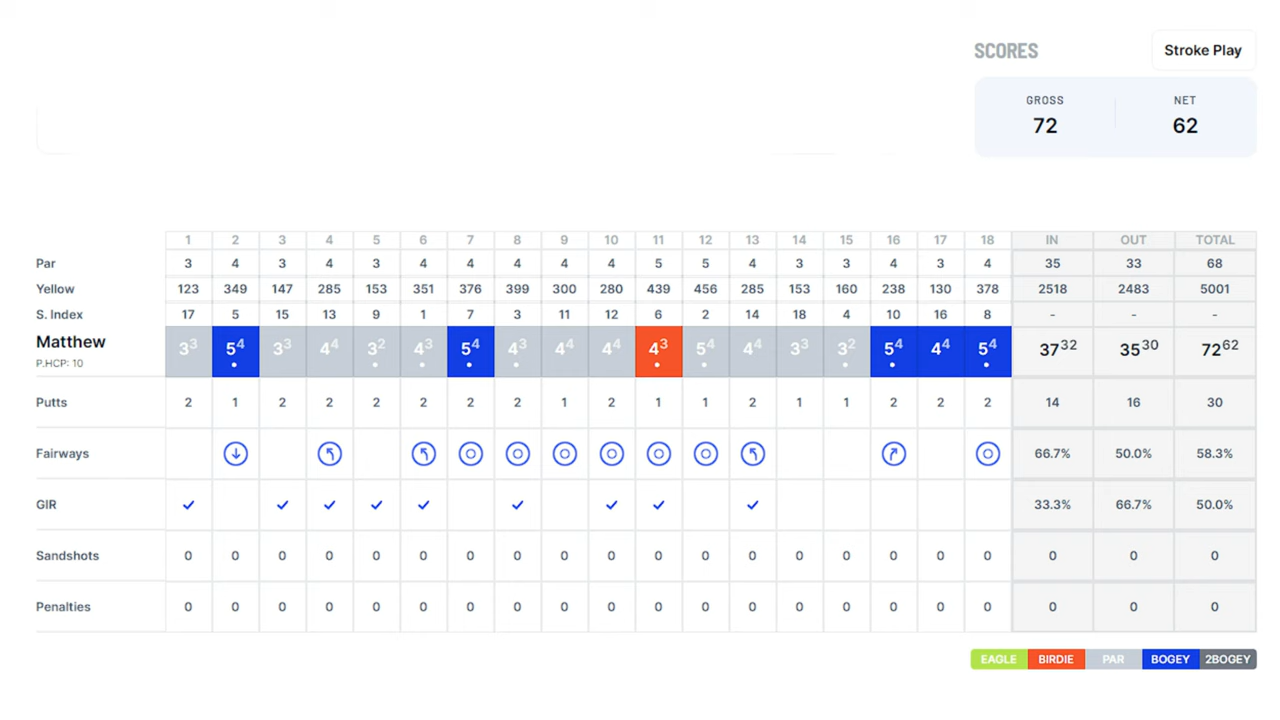 SCORES
Stroke Play
GROSS NET
72 62
1 2 3 4 5 6 7 8 9 10 11 12 13 14 15 16 17 18 IN OUT TOTAL
Par 3 4 3 4 3 4 4 4 4 4 5 5 4 3 3 4 3 4 35 33 68
Yellow 123 349 147 285 153 351 376 399 300 280 439 456 285 153 160 238 130 378 2518 2483 5001
S. Index 17 5 15 13 9 1 7 3 11 12 6 2 14 18 4 10 16 8 - - -
Matthew 3³ 5⁴ 3³ 4⁴ 3² 4³ 5⁴ 4³ 4⁴ 4⁴ 4³ 5⁴ 4⁴ 3³ 3² 5⁴ 4⁴ 5⁴ 37³² 35³⁰ 72⁶²
P.HCP: 10
Putts 2 1 2 2 2 2 2 2 1 2 1 1 2 1 1 2 2 2 14 16 30
Fairways 66.7% 50.0% 58.3%
GIR 33.3% 66.7% 50.0%
Sandshots 0 0 0 0 0 0 0 0 0 0 0 0 0 0 0 0 0 0 0 0 0
Penalties 0 0 0 0 0 0 0 0 0 0 0 0 0 0 0 0 0 0 0 0 0
EAGLE BIRDIE PAR BOGEY 2BOGEY